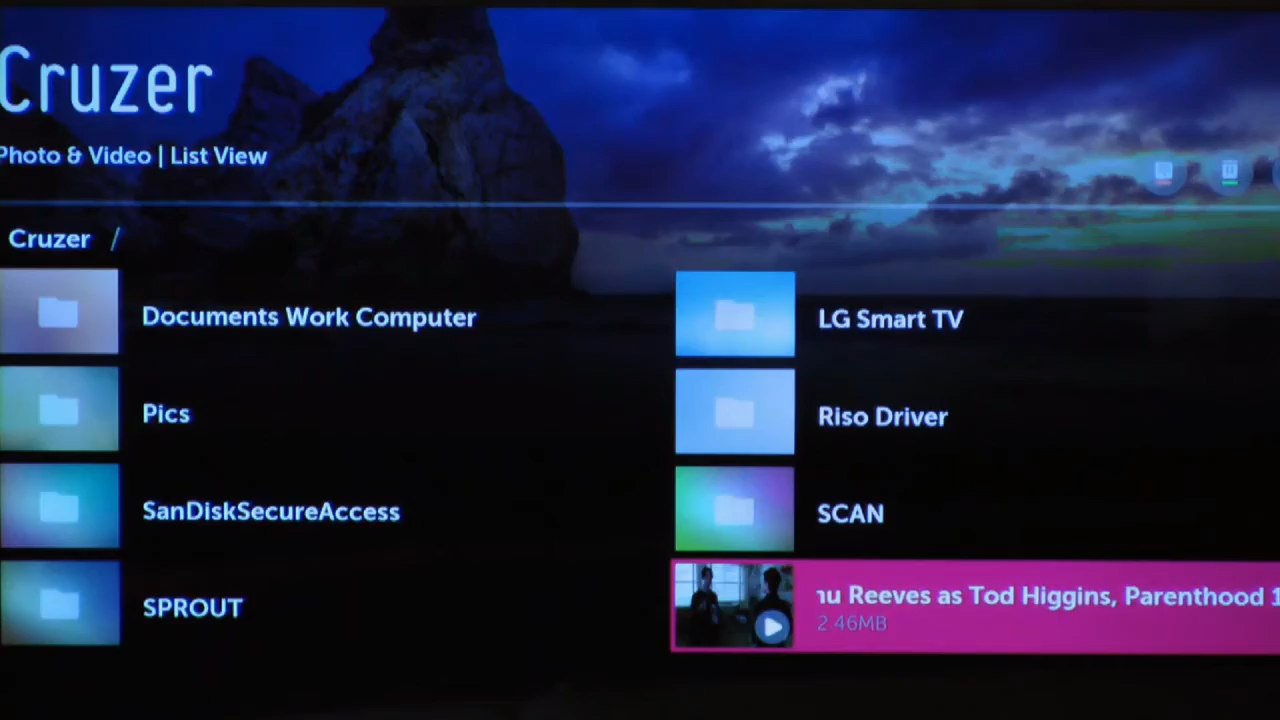 Cruzer
Photo & Video | List View
Cruzer /
Documents Work Computer
LG Smart TV
Pics
Riso Driver
SanDiskSecureAccess
SCAN
SPROUT
nu Reeves as Tod Higgins, Parenthood 1
2.46MB